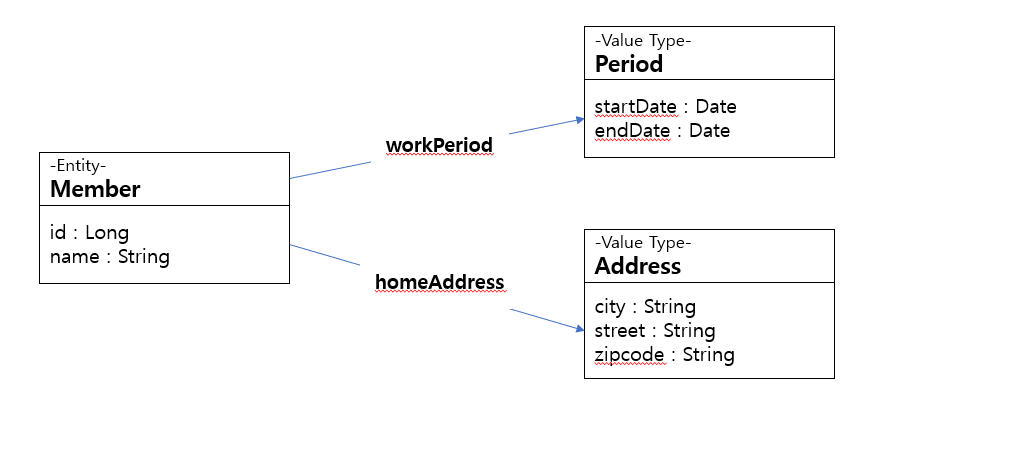 -Value Type-
Period
startDate : Date
endDate : Date
workPeriod
-Entity-
Member
id : Long
name : String
homeAddress
-Value Type-
Address
city : String
street : String
zipcode : String